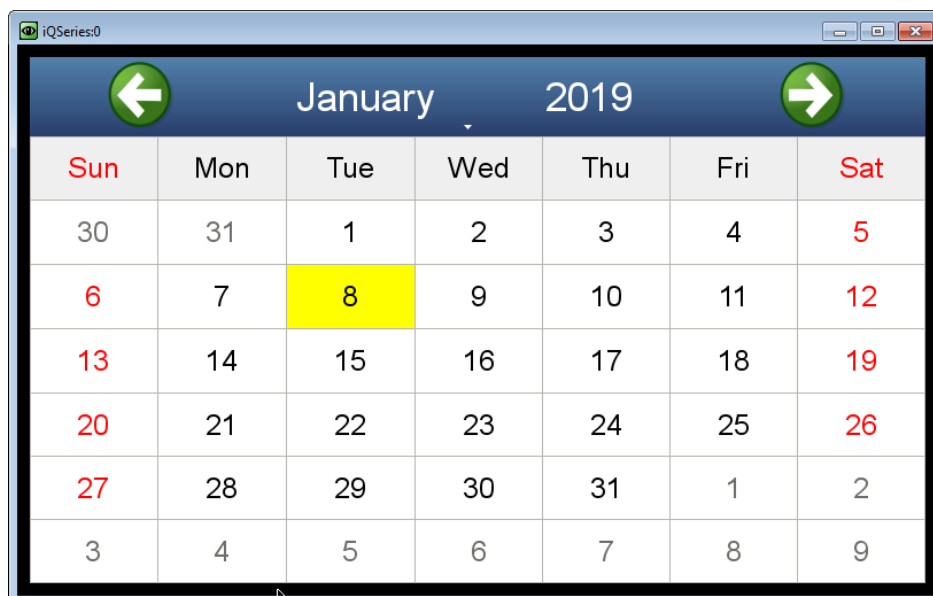 iQSeries:0
January 2019
Sun Mon Tue Wed Thu Fri Sat
30 31 1 2 3 4 5
6 7 8 9 10 11 12
13 14 15 16 17 18 19
20 21 22 23 24 25 26
27 28 29 30 31 1 2
3 4 5 6 7 8 9